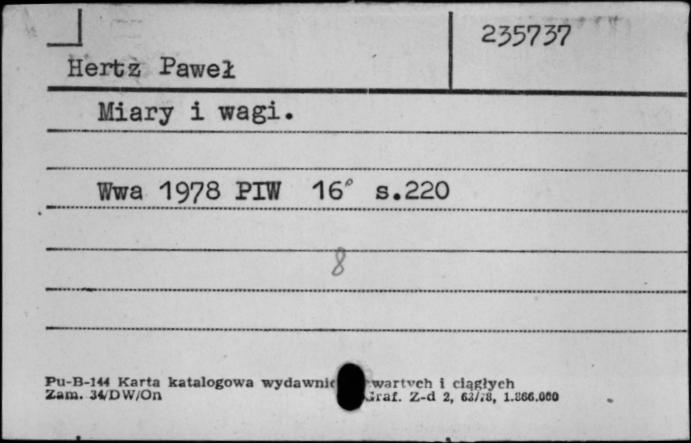 235737
Hertz Paweł
Miary i wagi.
Wwa 1978 PIW 16° s.220
8
Pu-B-144 Karta katalogowa wydawnic wartych i ciągłych
Zam. 34/DW/On Graf. Z-d 2, 63/78, 1.866.000